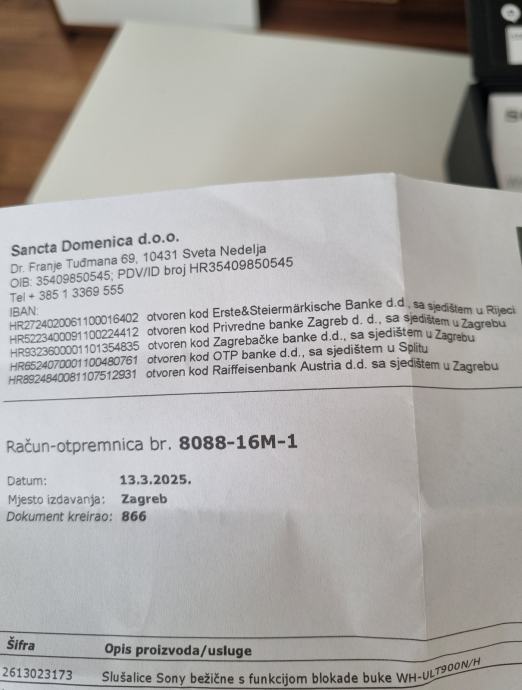 Sancta Domenica d.o.o.
Dr. Franje Tuđmana 69, 10431 Sveta Nedelja
OIB: 35409850545; PDV/ID broj HR35409850545
Tel + 385 1 3369 555
IBAN:
HR2724020061100016402 otvoren kod Erste&Steiermärkische Banke d.d , sa sjedištem u Rijeci
HR5223400091100224412 otvoren kod Privredne banke Zagreb d. d., sa sjedištem u Zagrebu
HR9323600001101354835 otvoren kod Zagrebačke banke d.d., sa sjedištem u Zagrebu
HR6524070001100480761 otvoren kod OTP banke d.d., sa sjedištem u Splitu
HR8924840081107512931 otvoren kod Raiffeisenbank Austria d.d. sa sjedištem u Zagrebu
Račun-otpremnica br. 8088-16M-1
Datum: 13.3.2025.
Mjesto izdavanja: Zagreb
Dokument kreirao: 866
Šifra Opis proizvoda/usluge
2613023173 Slušalice Sony bežične s funkcijom blokade buke WH-ULT900N/H